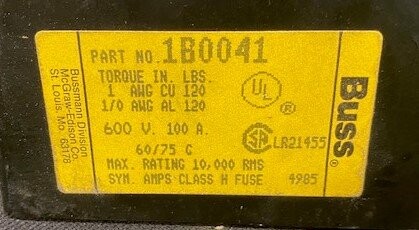 PART NO. 1B0041
TORQUE IN. LBS.
1 AWG CU 120
1/0 AWG AL 120
600 V. 100 A.
60/75 C
MAX. RATING 10,000 RMS
SYM. AMPS CLASS H FUSE 4985
UL
®
SA LR21455
Buss®
Bussmann Division
McGraw-Edison Co.
St. Louis, Mo. 63178